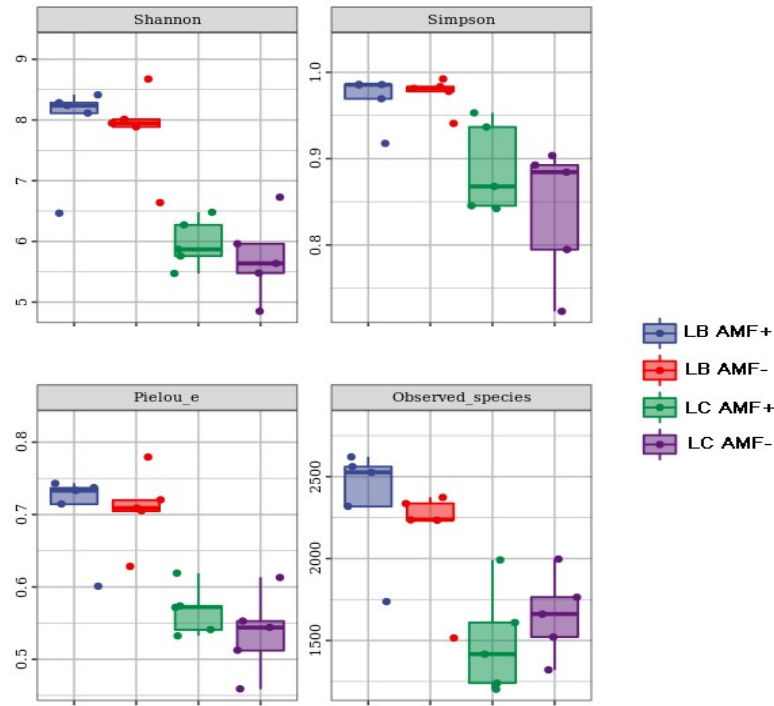 Shannon
Simpson
9
8
7
6
5
1.0
0.9
0.8
LB AMF+
LB AMF-
LC AMF+
LC AMF-
Pielou_e
Observed_species
0.8
0.7
0.6
0.5
2500
2000
1500